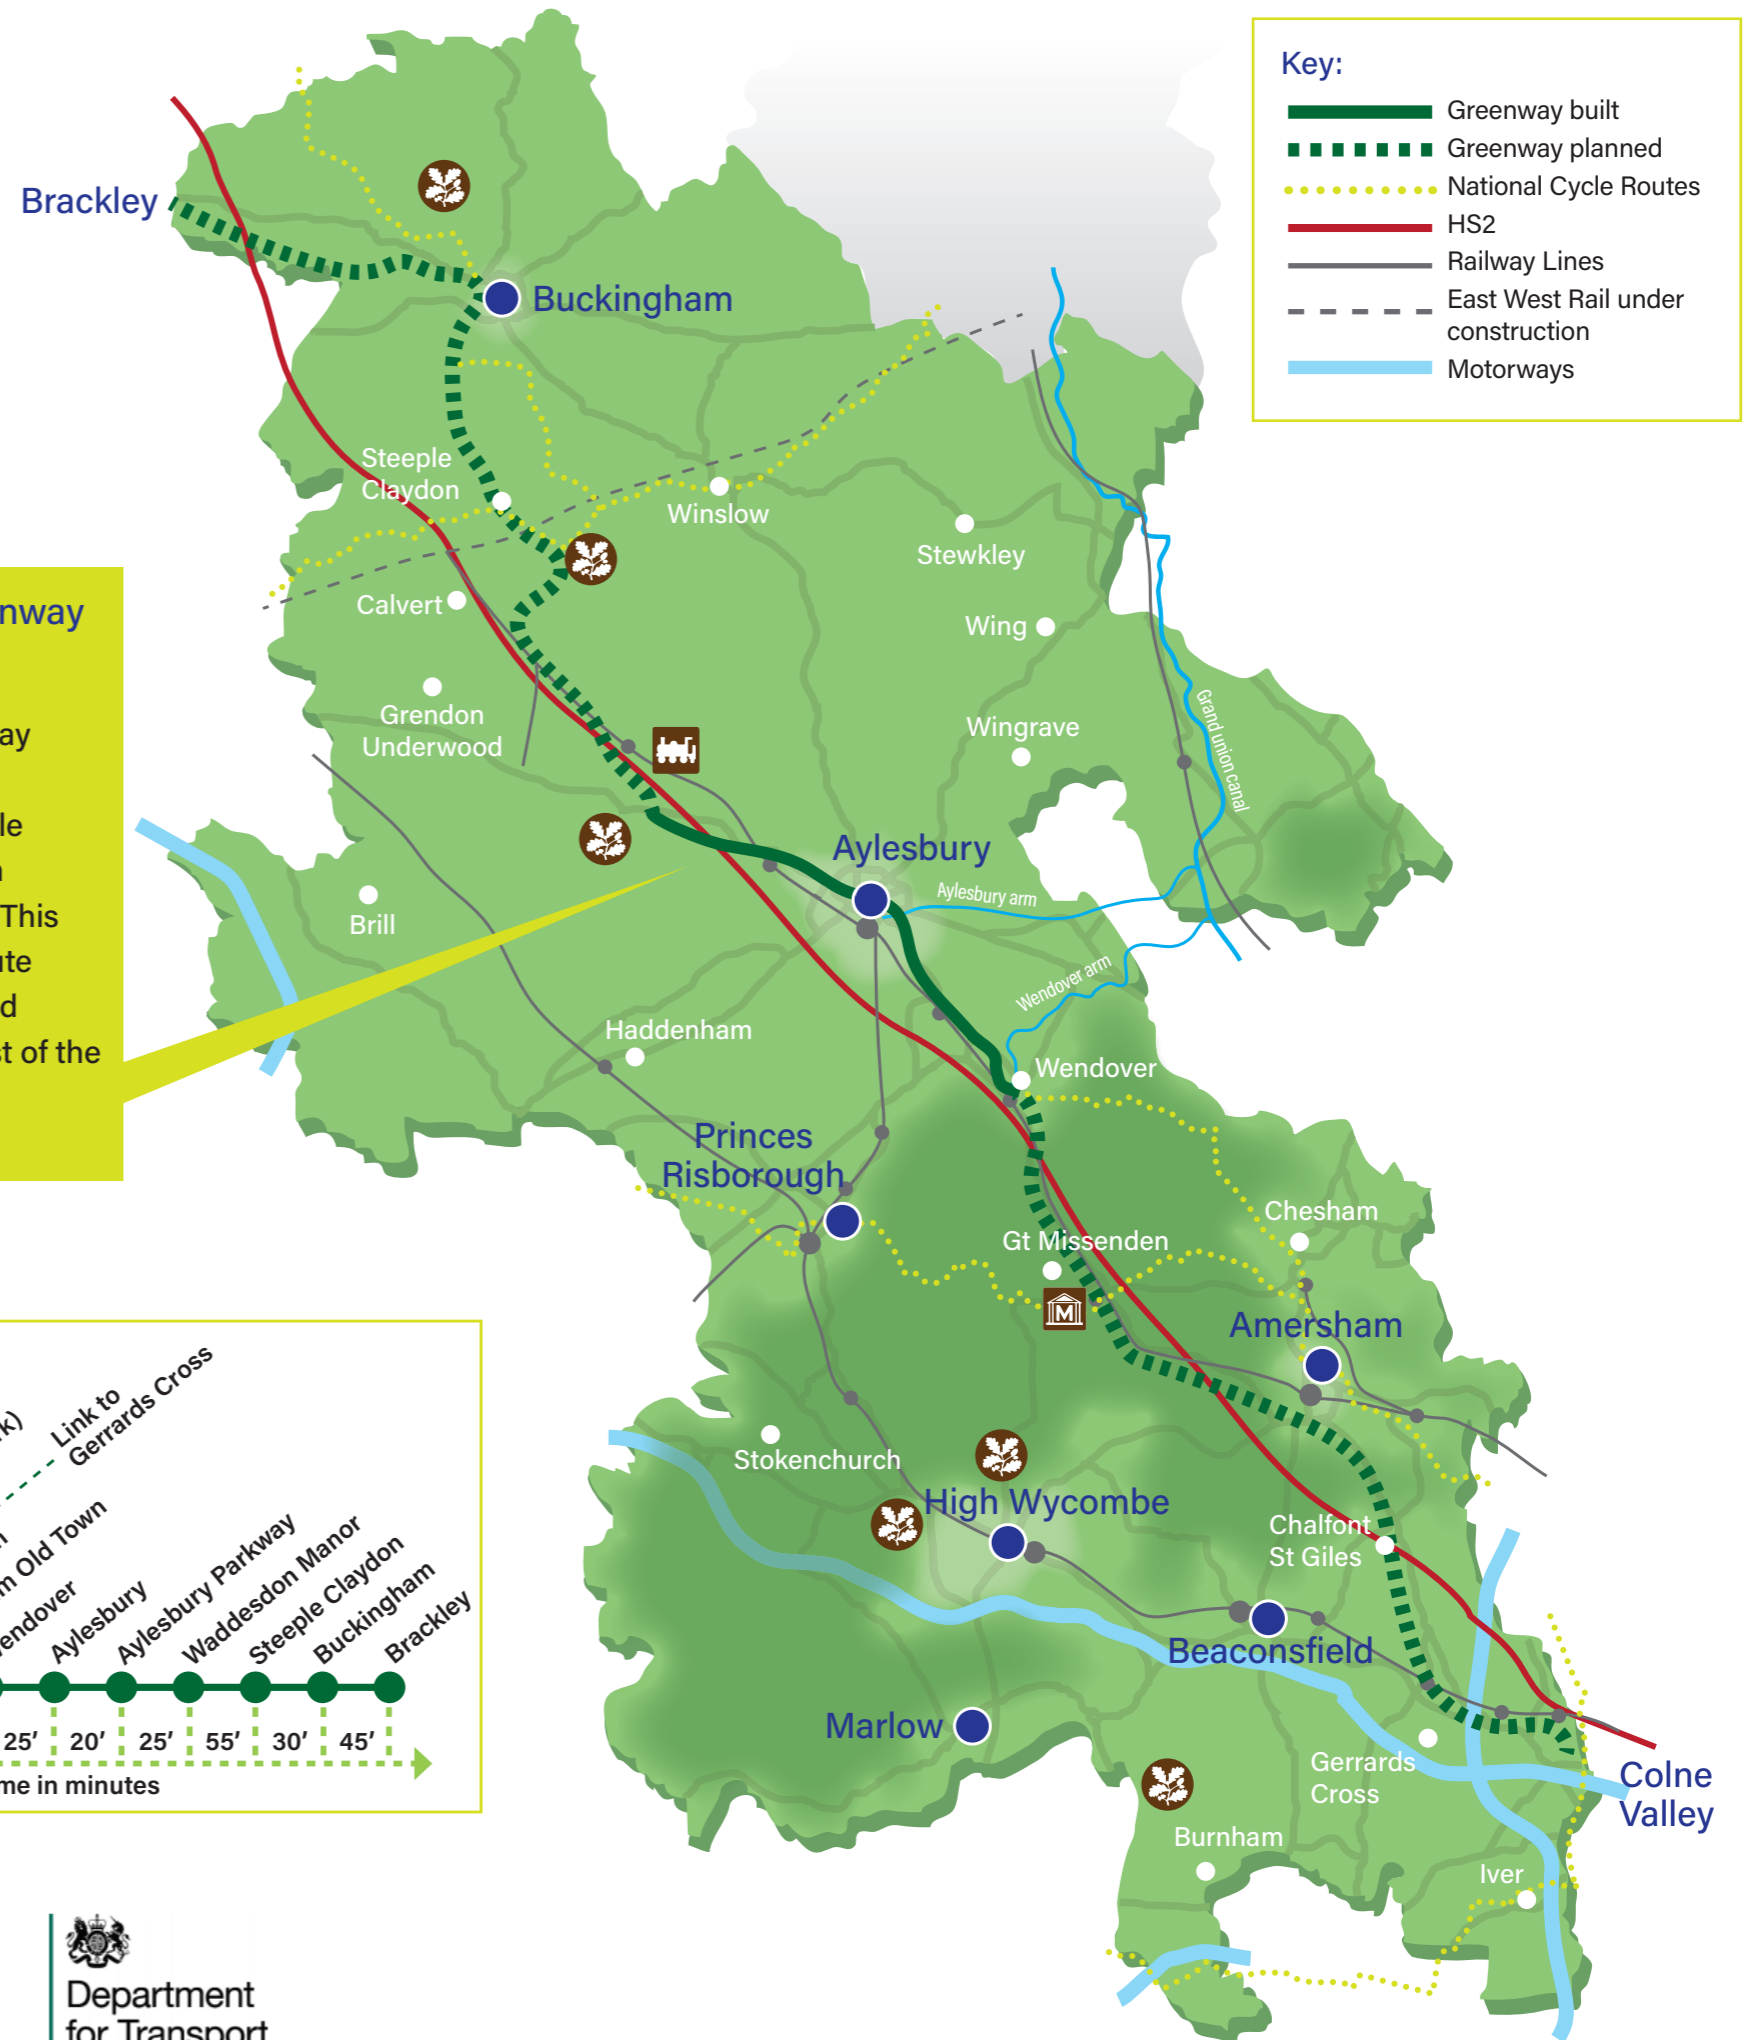 Key:
Greenway built
Greenway planned
National Cycle Routes
HS2
Railway Lines
East West Rail under
construction
Motorways
Brackley
Buckingham
Steeple
Claydon
Winslow
Stewkley
Calvert
Wing
Grendon
Underwood
Wingrave
Grand union canal
Aylesbury
Aylesbury arm
Brill
Wendover arm
Haddenham
Wendover
Princes
Risborough
Chesham
Gt Missenden
M
Amersham
Stokenchurch
High Wycombe
Chalfont
St Giles
Beaconsfield
Marlow
Gerrards
Cross
Colne
Valley
Burnham
Iver
nway
ay
le
This
te
d
st of the
rk)
Link to
Gerrards Cross
m Old Town
endover
Aylesbury
Aylesbury Parkway
Waddesdon Manor
Steeple Claydon
Buckingham
Brackley
25′ 20′ 25′ 55′ 30′ 45′
me in minutes
Department
for Transport